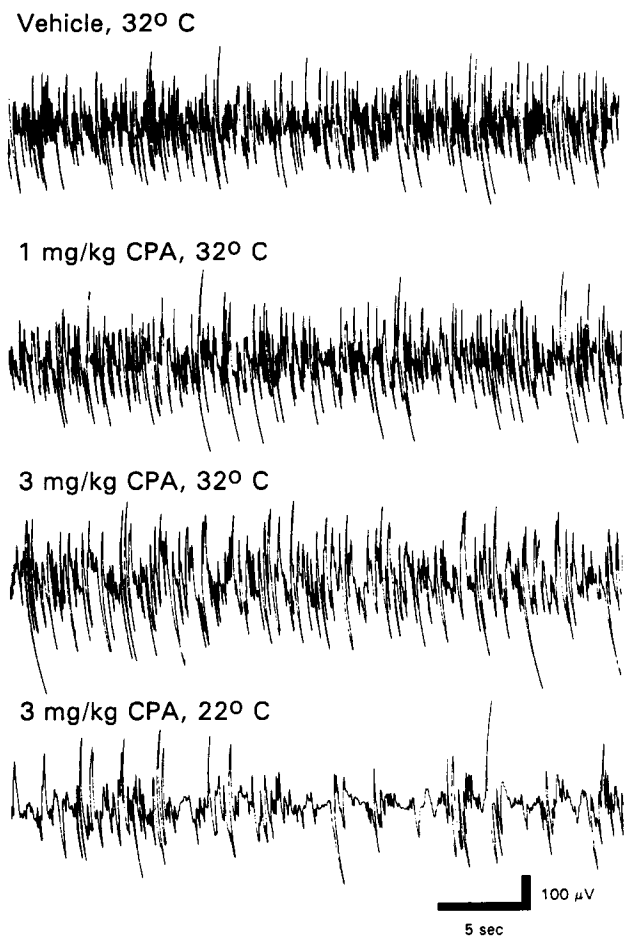 Vehicle, 32º C
1 mg/kg CPA, 32º C
3 mg/kg CPA, 32º C
3 mg/kg CPA, 22º C
100 μV
5 sec